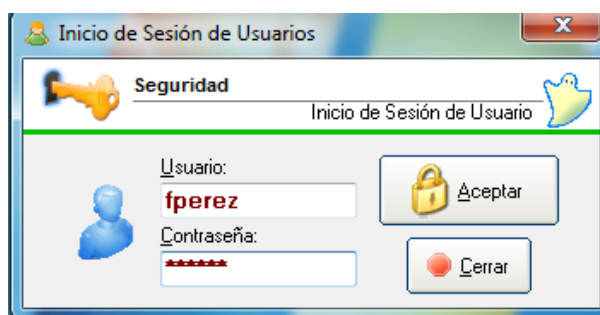 Inicio de Sesión de Usuarios
Seguridad
Inicio de Sesión de Usuario
Usuario:
fperez
Aceptar
Contraseña:
******
Cerrar